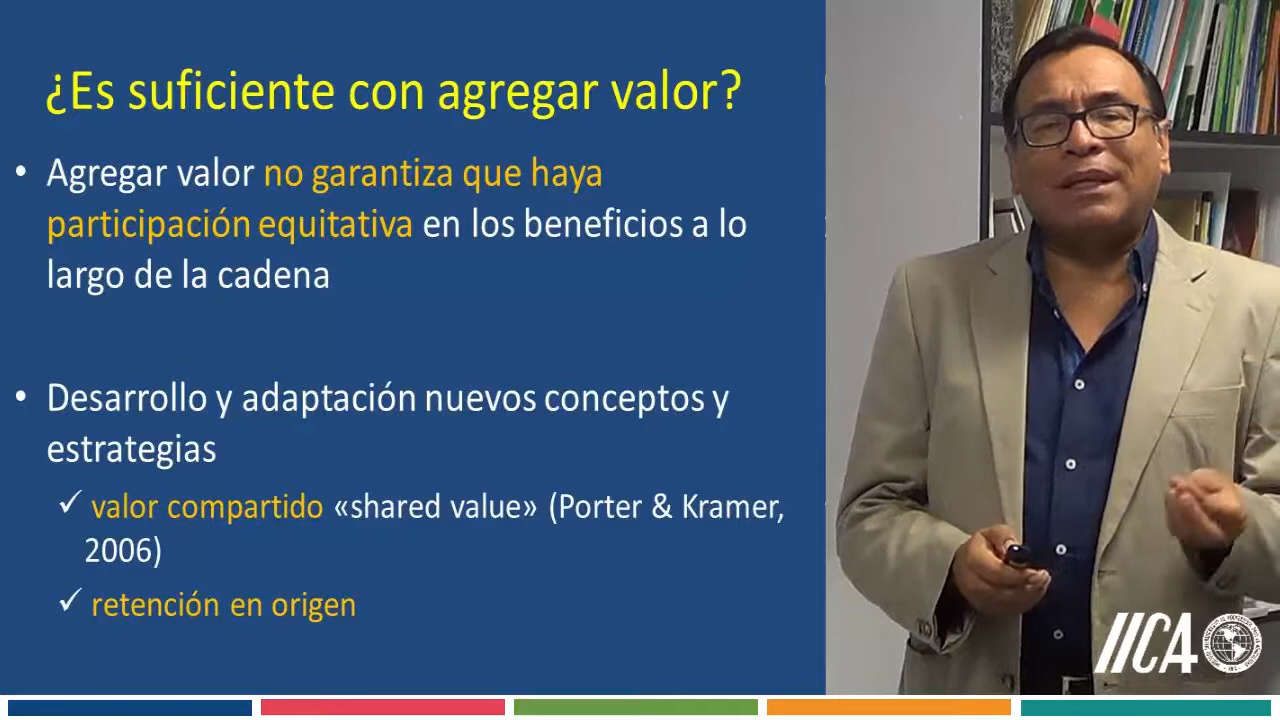 ¿Es suficiente con agregar valor?
• Agregar valor no garantiza que haya
participación equitativa en los beneficios a lo
largo de la cadena
• Desarrollo y adaptación nuevos conceptos y
estrategias
✓ valor compartido «shared value» (Porter & Kramer,
2006)
✓ retención en origen
IICA